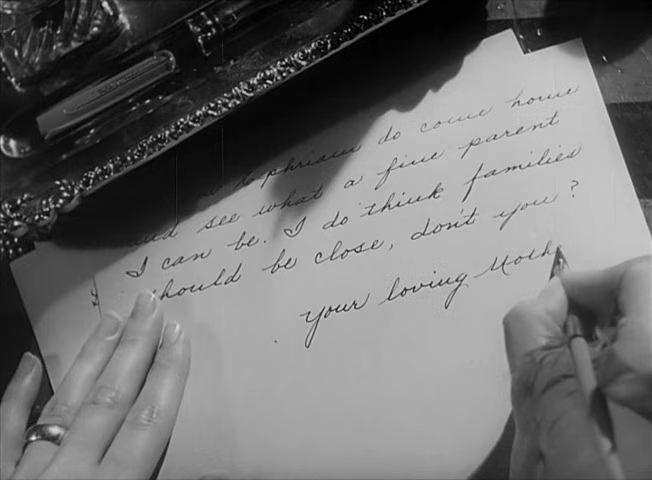 do come home
and see what a fine parent
I can be. I do think families
should be close, don't you?
Your loving Moth